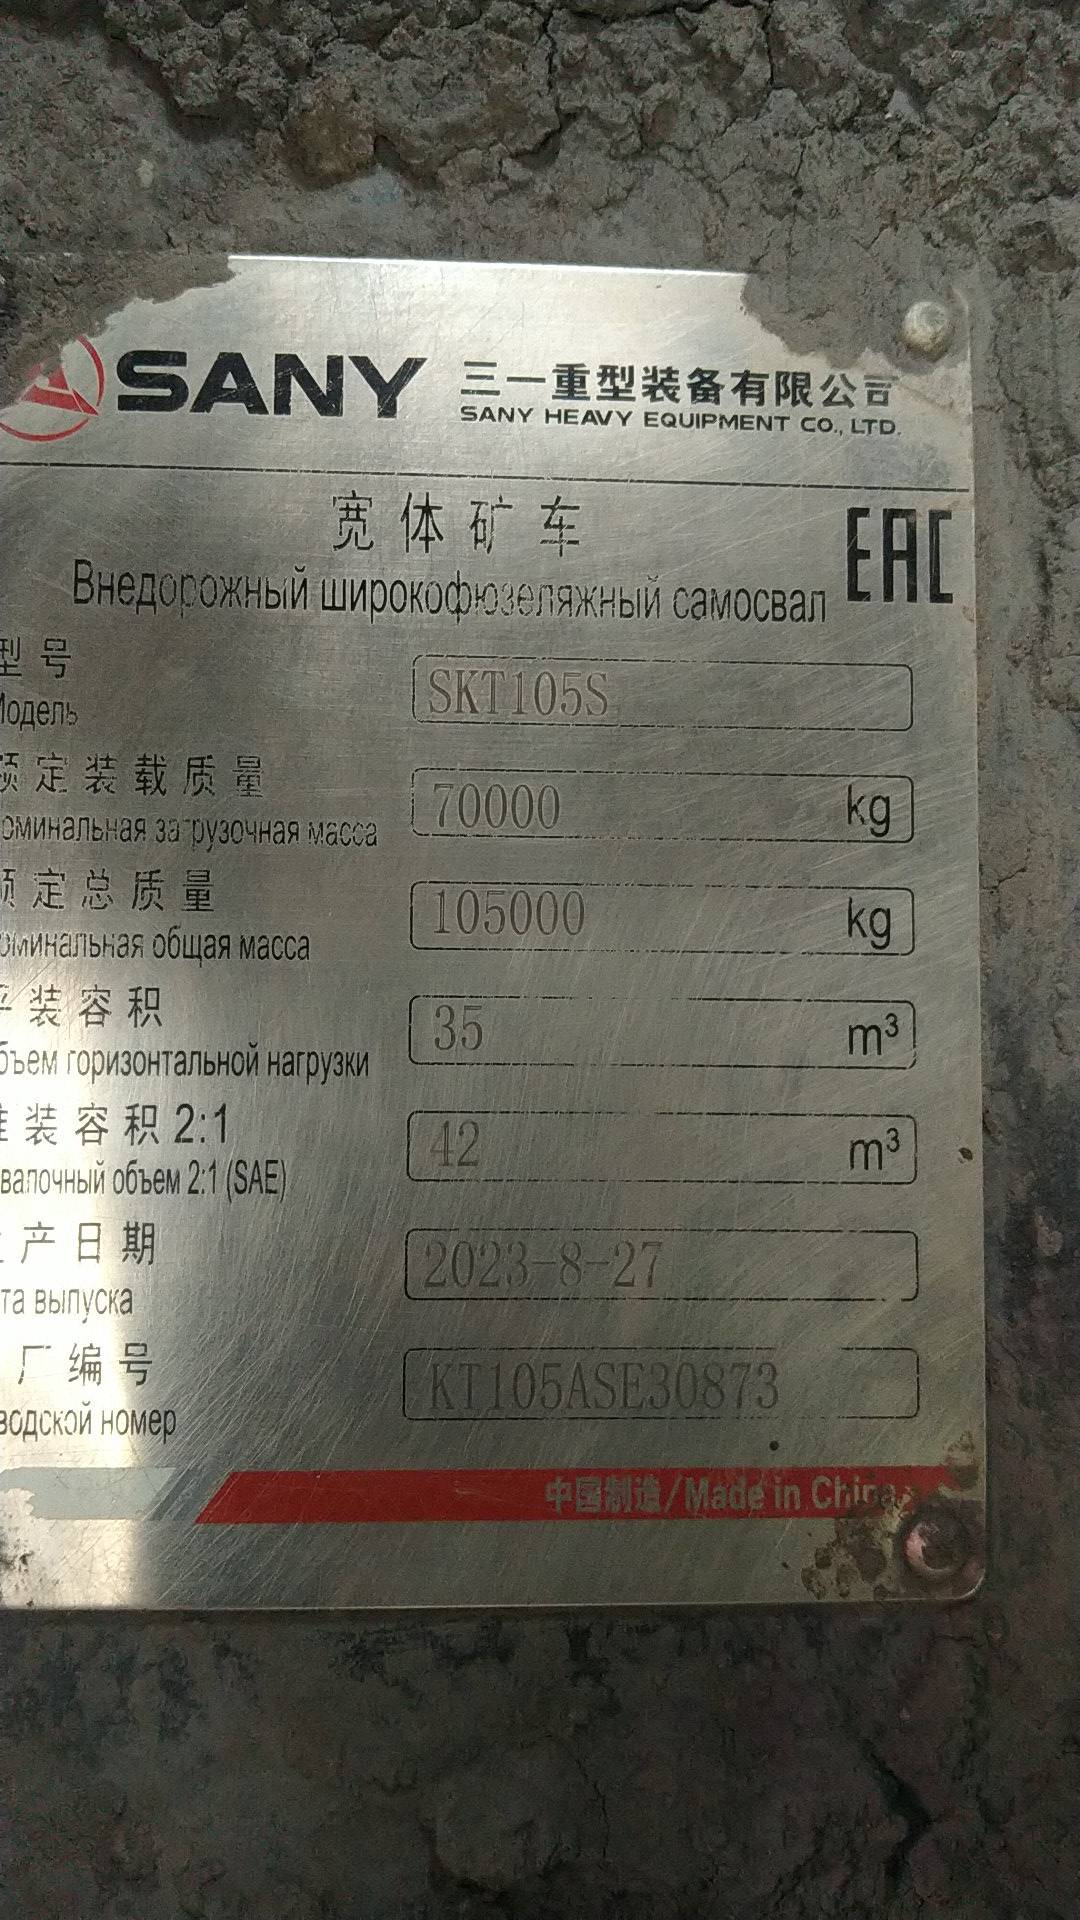 SANY 三一重型装备有限公司
SANY HEAVY EQUIPMENT CO., LTD.
宽体矿车
EAC
Внедорожный широкофюзеляжный самосвал
型号
Модель
SKT105S
额定装载质量
оминальная загрузочная масса
70000 kg
额定总质量
оминальная общая масса
105000 kg
平装容积
бъем горизонтальной нагрузки
35 m³
堆装容积 2:1
валочный объем 2:1 (SAE)
42 m³
产日期
та выпуска
2023-8-27
厂编号
водской номер
KT105ASE30873
中国制造/Made in China